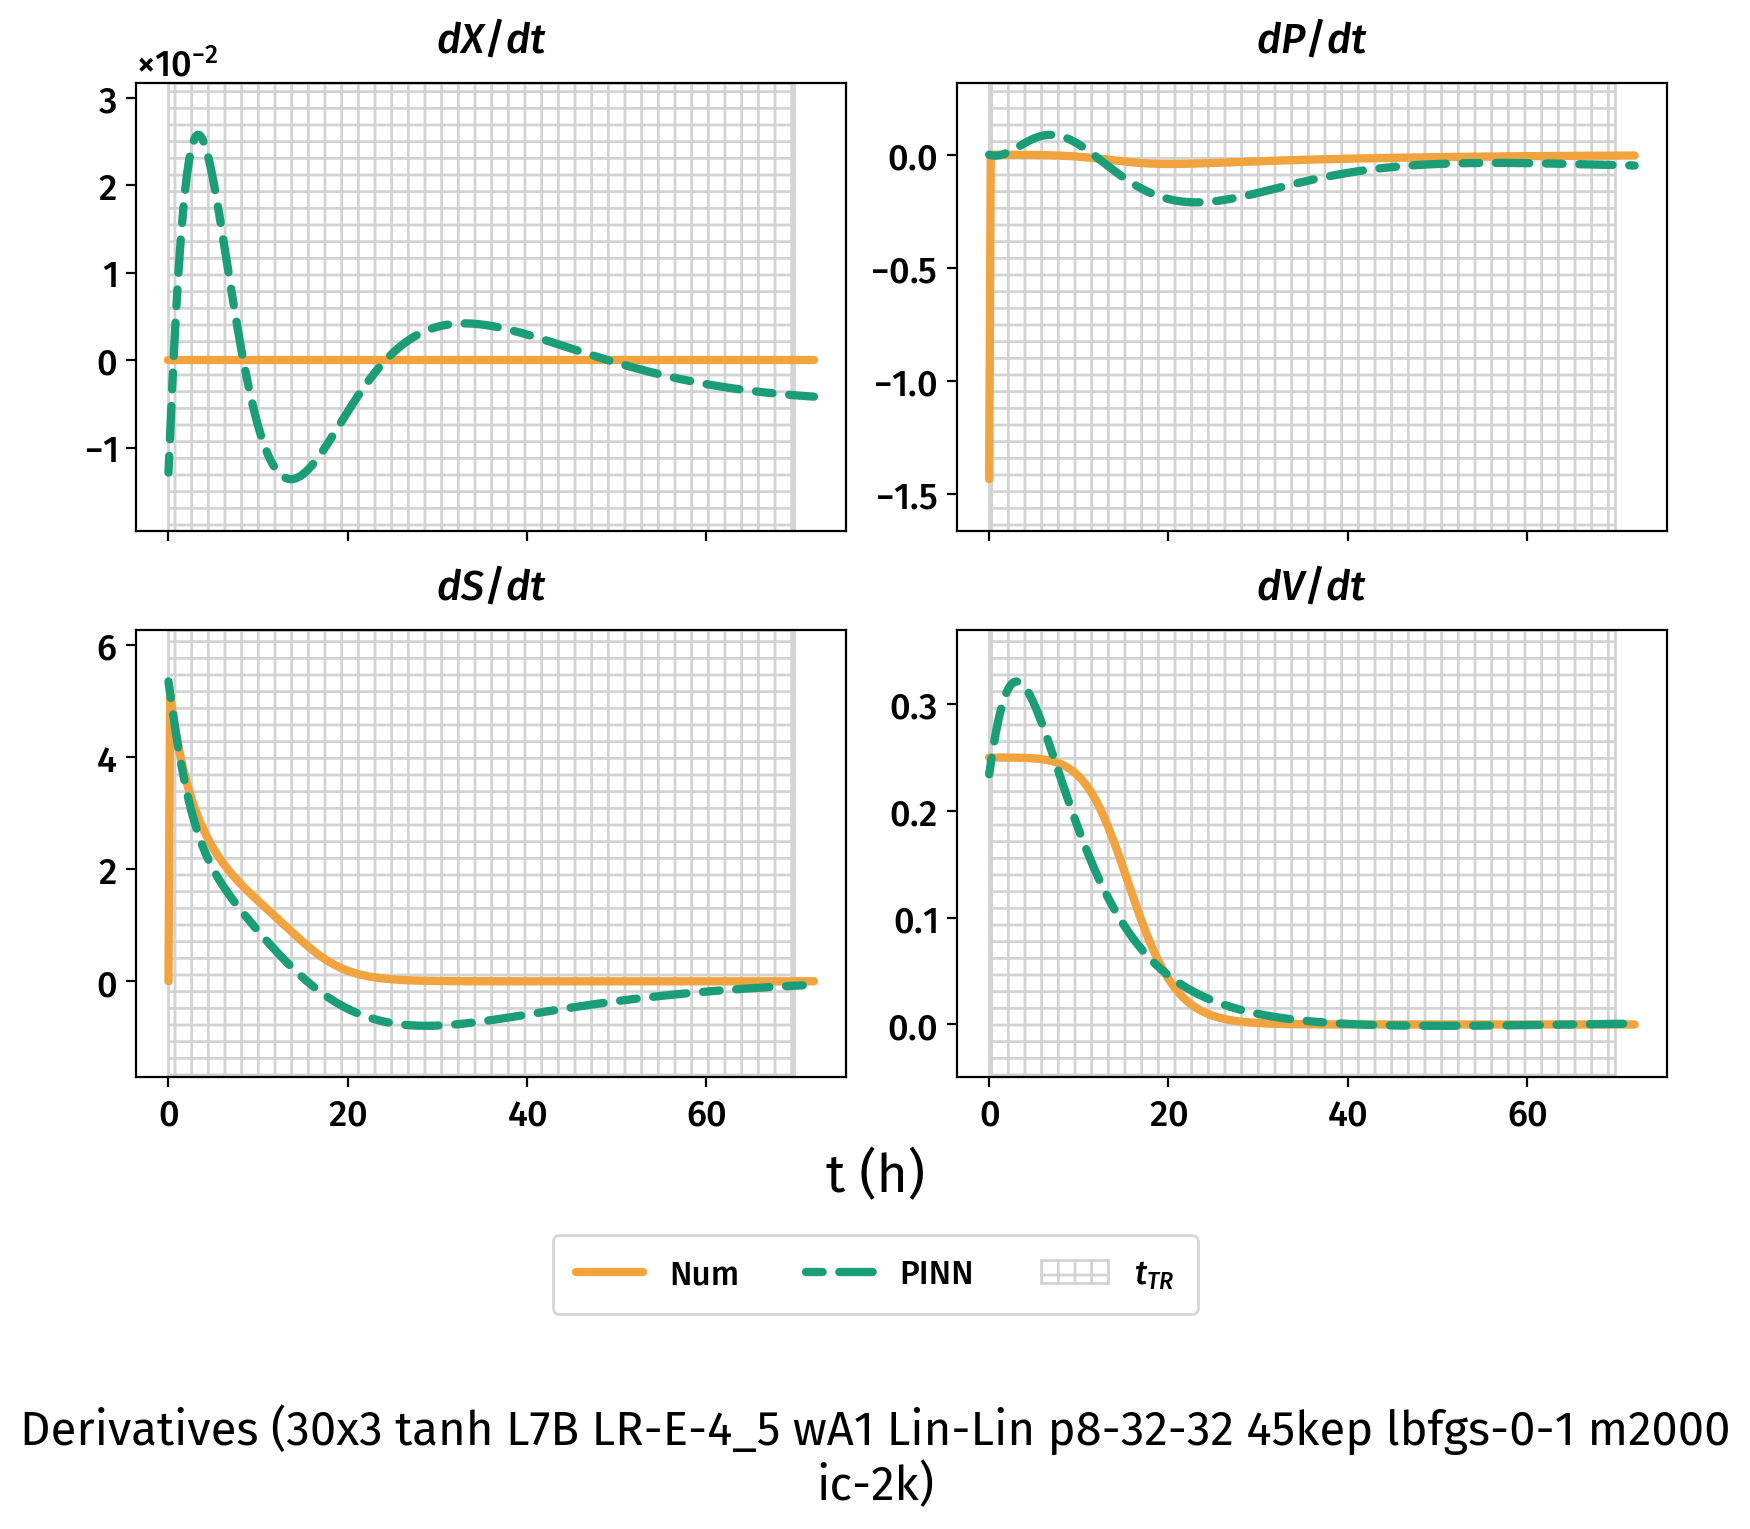 dX/dt
×10⁻²
3
2
1
0
−1
dP/dt
0.0
−0.5
−1.0
−1.5
dS/dt
6
4
2
0
0 20 40 60
dV/dt
0.3
0.2
0.1
0.0
0 20 40 60
t (h)
Num PINN t_TR
Derivatives (30x3 tanh L7B LR-E-4_5 wA1 Lin-Lin p8-32-32 45kep lbfgs-0-1 m2000
ic-2k)